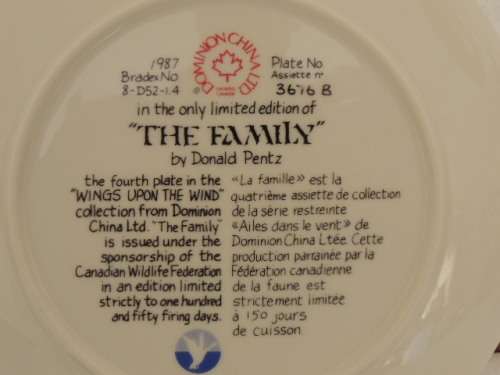 DOMINION CHINA LTD
1987
Bradex No
8-D52-1.4
Plate No
Assiette nº
3676 B
in the only limited edition of
"THE FAMILY"
by Donald Pentz
the fourth plate in the
"WINGS UPON THE WIND"
collection from Dominion
China Ltd. "The Family"
is issued under the
sponsorship of the
Canadian Wildlife Federation
in an edition limited
strictly to one hundred
and fifty firing days.
«La famille» est la
quatrième assiette de collection
de la série restreinte
«Ailes dans le vent» de
Dominion China Ltée. Cette
production parrainée par la
Fédération canadienne
de la faune est
strictement limitée
à 150 jours
de cuisson.